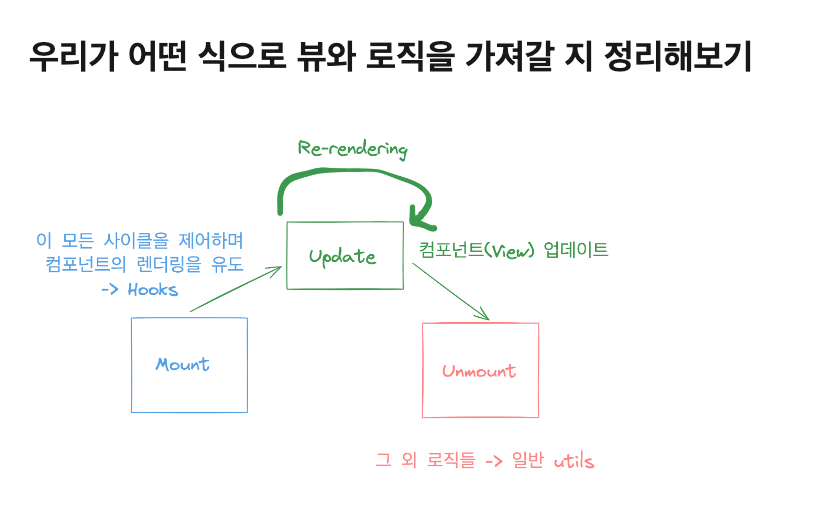 우리가 어떤 식으로 뷰와 로직을 가져갈 지 정리해보기
Re-rendering
이 모든 사이클을 제어하며
컴포넌트의 렌더링을 유도
-> Hooks
Update
컴포넌트(View) 업데이트
Mount
Unmount
그 외 로직들 -> 일반 utils